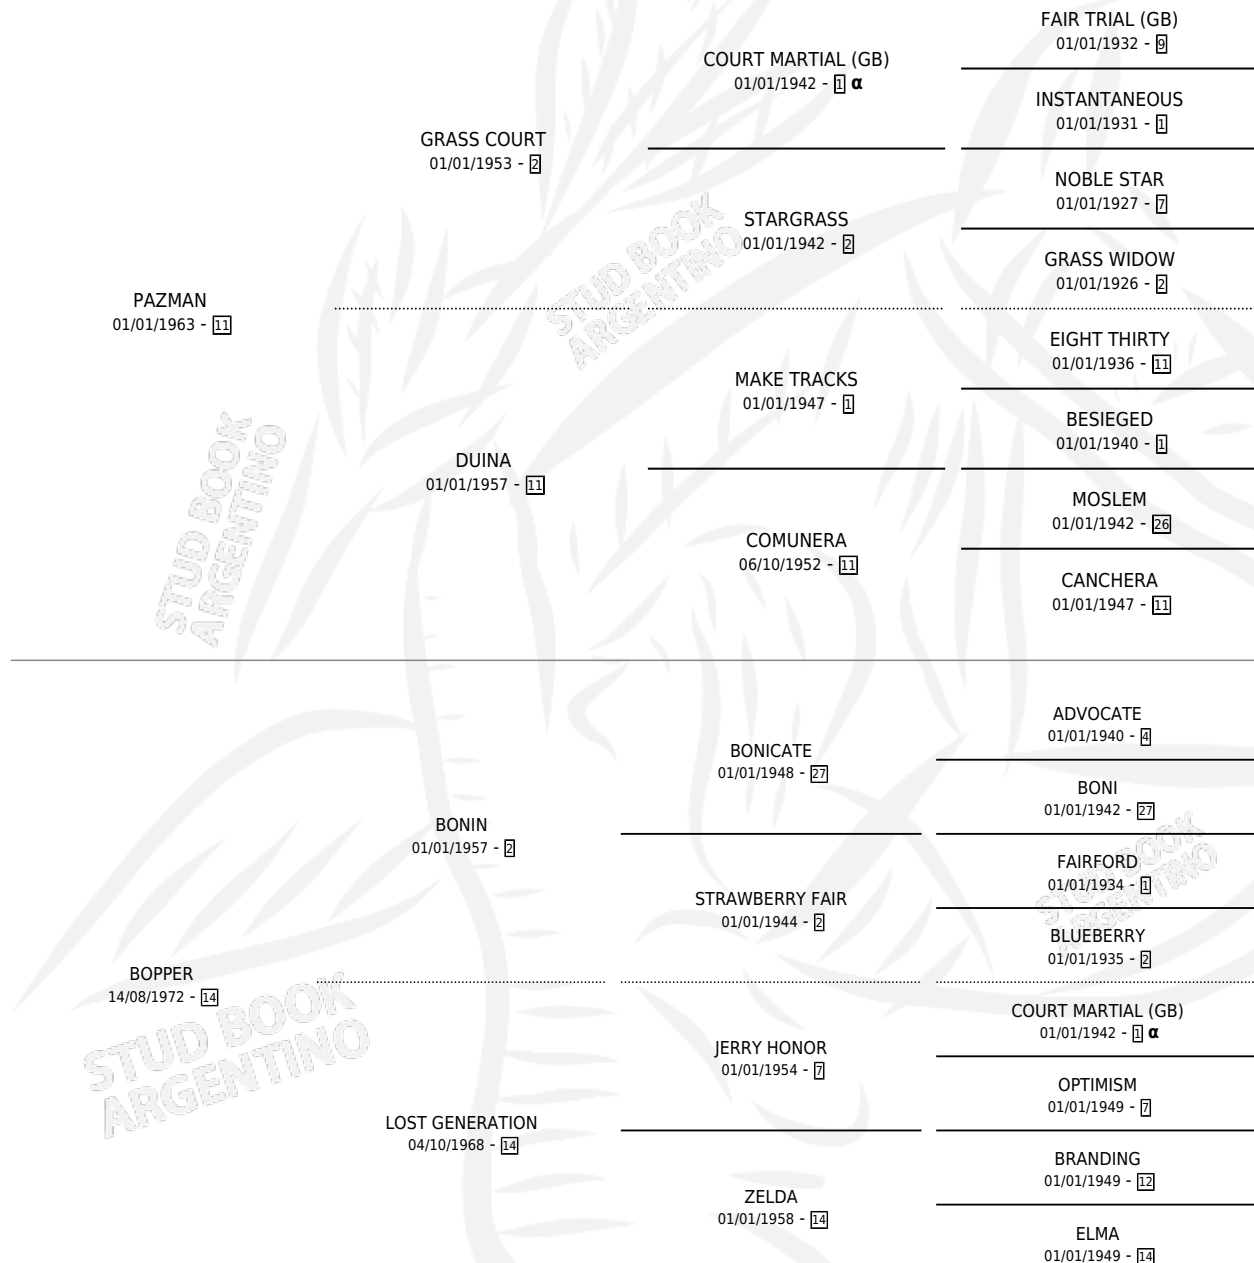 FAIR TRIAL (GB)
01/01/1932 - 9
COURT MARTIAL (GB)
01/01/1942 - 1 α
INSTANTANEOUS
01/01/1931 - 1
GRASS COURT
01/01/1953 - 2
NOBLE STAR
01/01/1927 - 7
STARGRASS
01/01/1942 - 2
GRASS WIDOW
01/01/1926 - 2
PAZMAN
01/01/1963 - 11
EIGHT THIRTY
01/01/1936 - 11
MAKE TRACKS
01/01/1947 - 1
BESIEGED
01/01/1940 - 1
DUINA
01/01/1957 - 11
MOSLEM
01/01/1942 - 26
COMUNERA
06/10/1952 - 11
CANCHERA
01/01/1947 - 11
ADVOCATE
01/01/1940 - 4
BONICATE
01/01/1948 - 27
BONI
01/01/1942 - 27
BONIN
01/01/1957 - 2
FAIRFORD
01/01/1934 - 1
STRAWBERRY FAIR
01/01/1944 - 2
BLUEBERRY
01/01/1935 - 2
BOPPER
14/08/1972 - 14
COURT MARTIAL (GB)
01/01/1942 - 1 α
JERRY HONOR
01/01/1954 - 7
OPTIMISM
01/01/1949 - 7
LOST GENERATION
04/10/1968 - 14
BRANDING
01/01/1949 - 12
ZELDA
01/01/1958 - 14
ELMA
01/01/1949 - 14
STUD BOOK
ARGENTINO
STUD BOOK
ARGENTINO
STUD BOOK
ARGENTINO
STUD BOOK
ARGENTINO